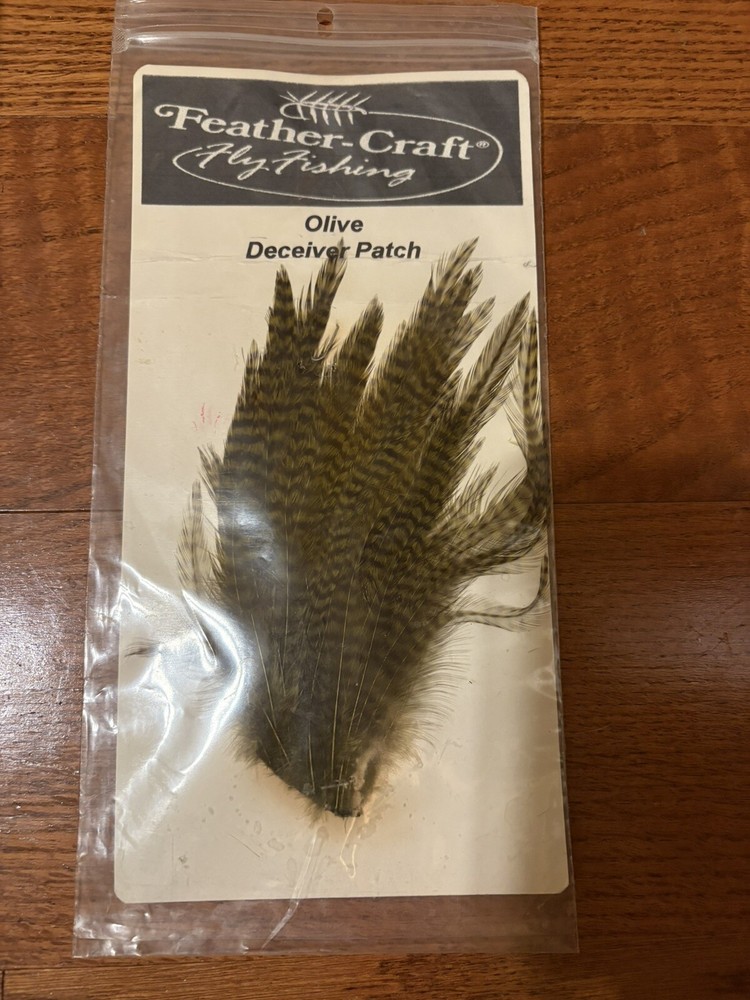 Feather-Craft®
Fly Fishing
Olive
Deceiver Patch